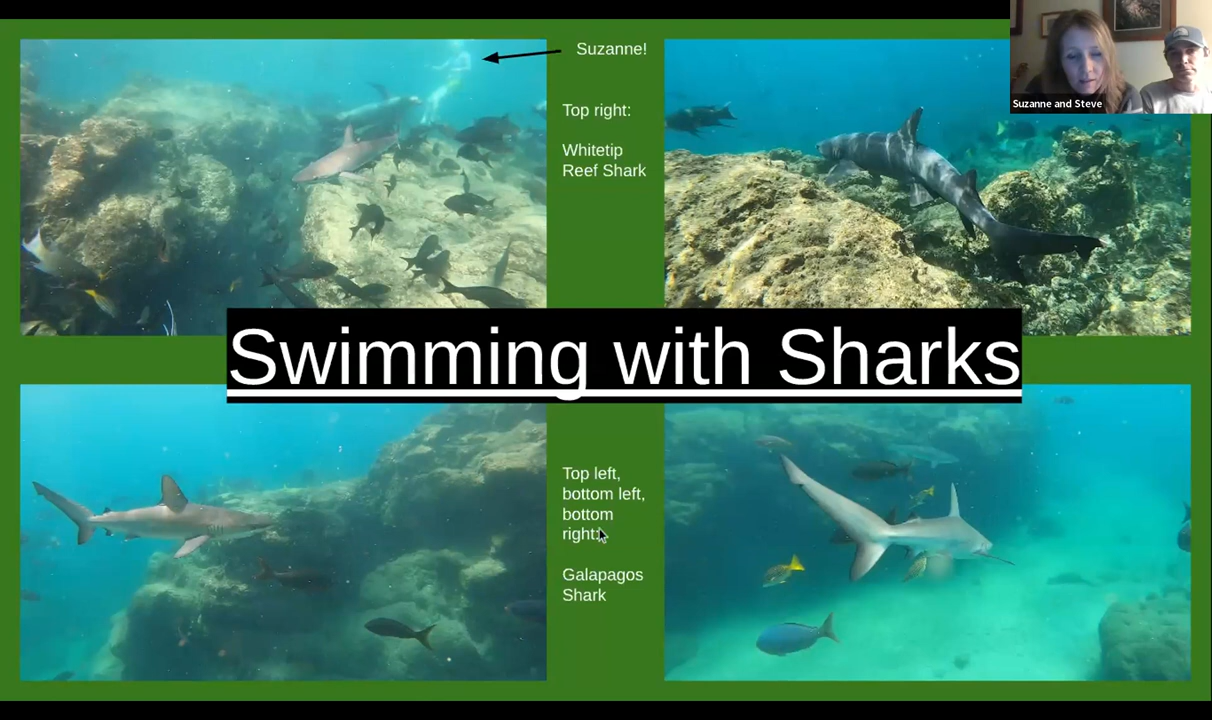 Suzanne!
Suzanne and Steve
Top right:
Whitetip
Reef Shark
Swimming with Sharks
Top left,
bottom left,
bottom
right:
Galapagos
Shark